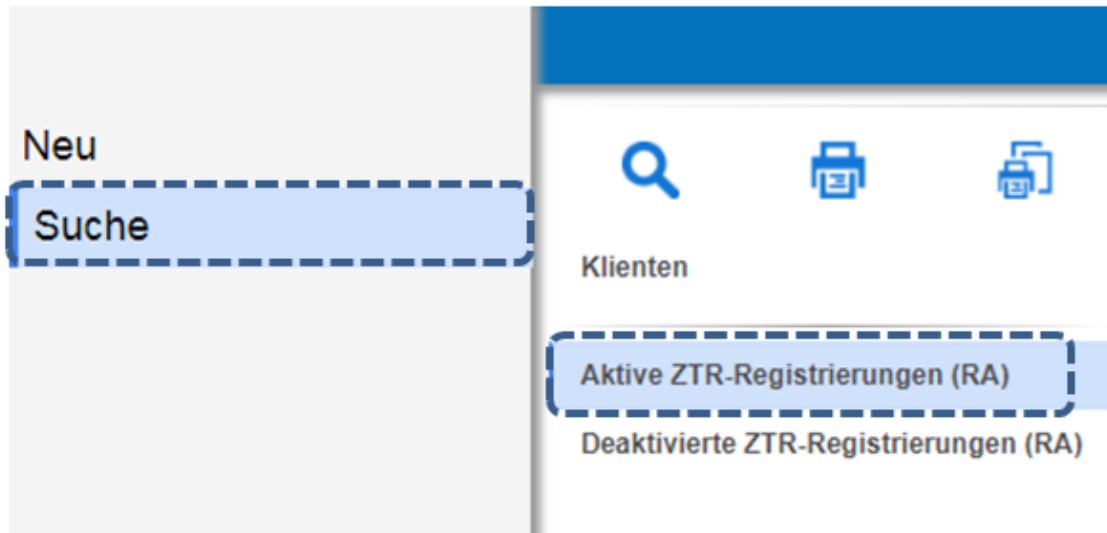 Neu
Suche
Klienten
Aktive ZTR-Registrierungen (RA)
Deaktivierte ZTR-Registrierungen (RA)